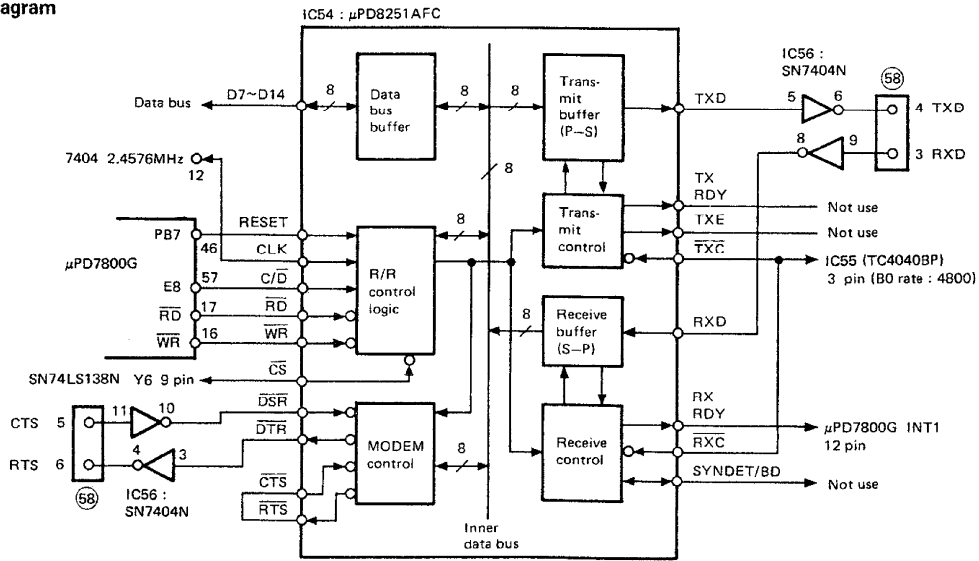 agram
IC54 : μPD8251AFC
IC56 :
SN7404N
58
Data bus
D7~D14
8
Data
bus
buffer
8
8
Trans-
mit
buffer
(P–S)
TXD
5
6
4 TXD
8
9
3 RXD
7404 2.4576MHz
12
8
TX
RDY
Not use
TXE
Not use
TXC
IC55 (TC4040BP)
3 pin (B0 rate : 4800)
Trans-
mit
control
μPD7800G
PB7
46
RESET
CLK
E8
57
C/D
RD
17
RD
WR
16
WR
R/R
control
logic
8
CS
SN74LS138N Y6 9 pin
8
Receive
buffer
(S–P)
RXD
CTS 5
11
10
DSR
RTS 6
4
3
DTR
58
IC56 :
SN7404N
CTS
RTS
MODEM
control
8
Receive
control
RX
RDY
μPD7800G INT1
12 pin
RXC
SYNDET/BD
Not use
Inner
data bus